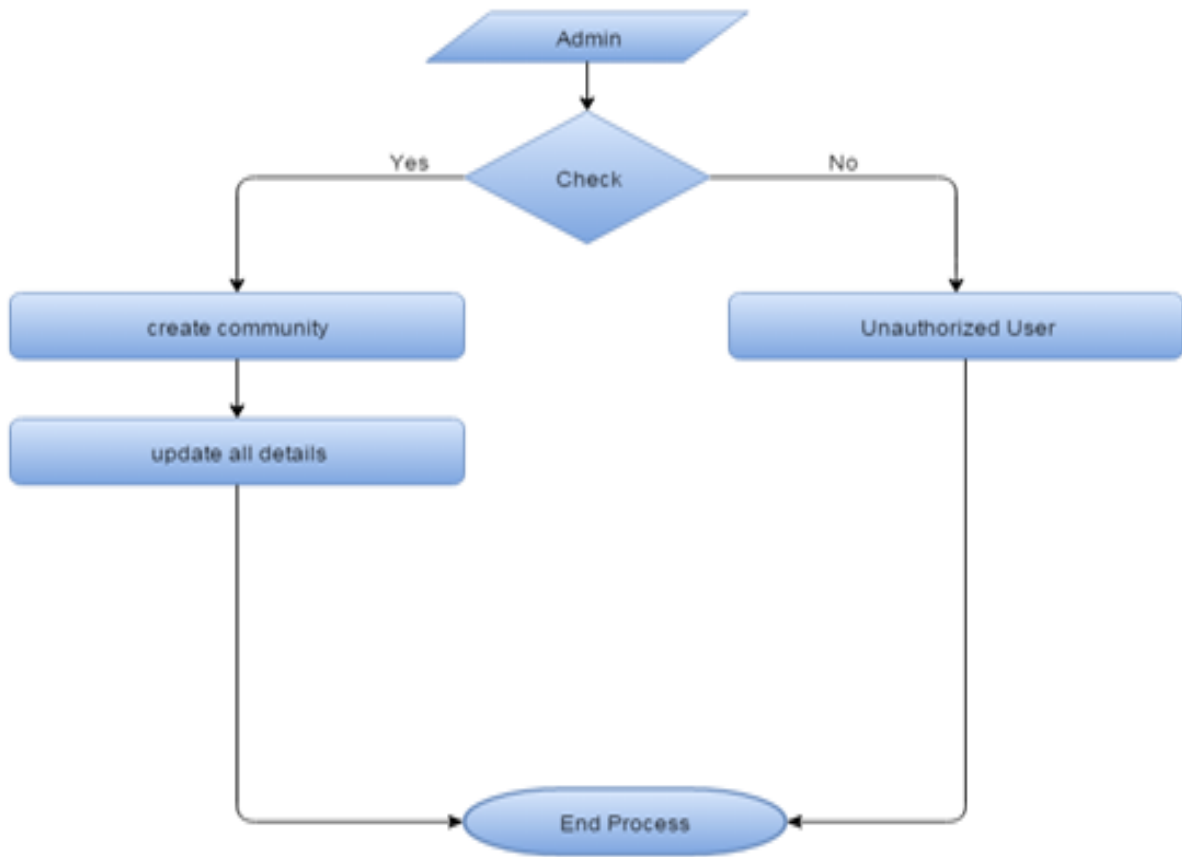 Admin
Check
Yes
No
create community
Unauthorized User
update all details
End Process